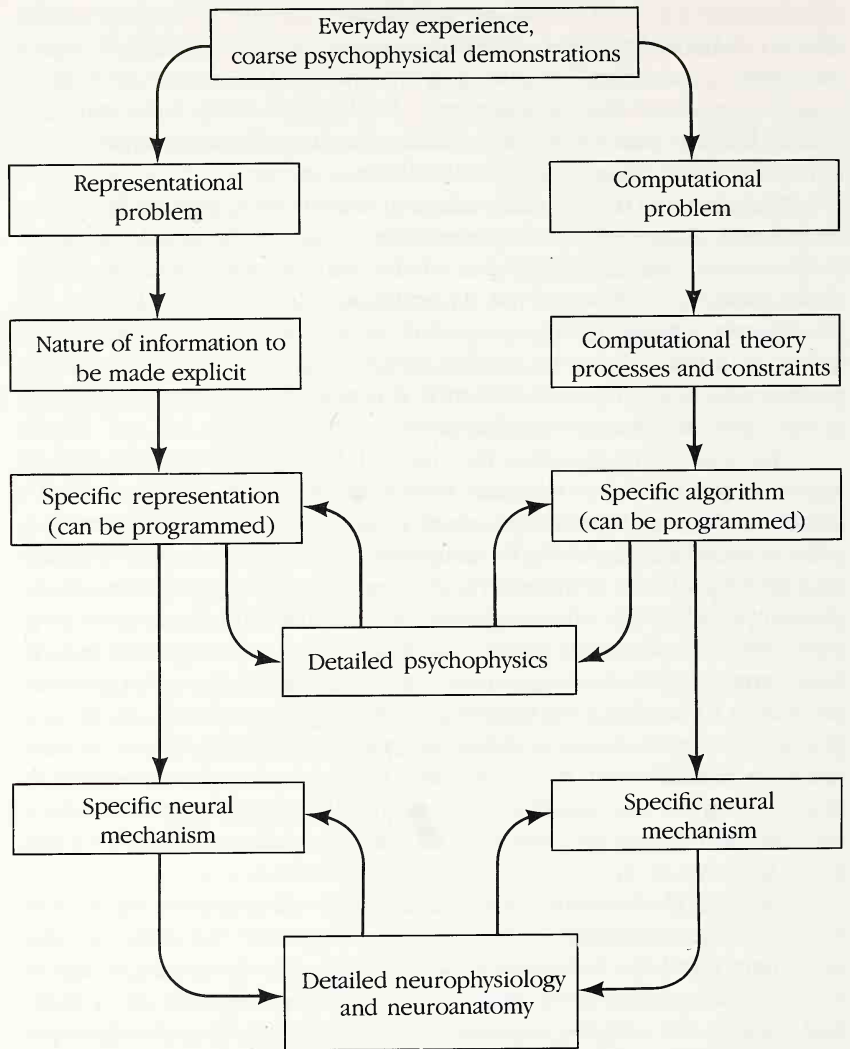 Everyday experience,
coarse psychophysical demonstrations
Representational
problem
Computational
problem
Nature of information to
be made explicit
Computational theory
processes and constraints
Specific representation
(can be programmed)
Specific algorithm
(can be programmed)
Detailed psychophysics
Specific neural
mechanism
Specific neural
mechanism
Detailed neurophysiology
and neuroanatomy